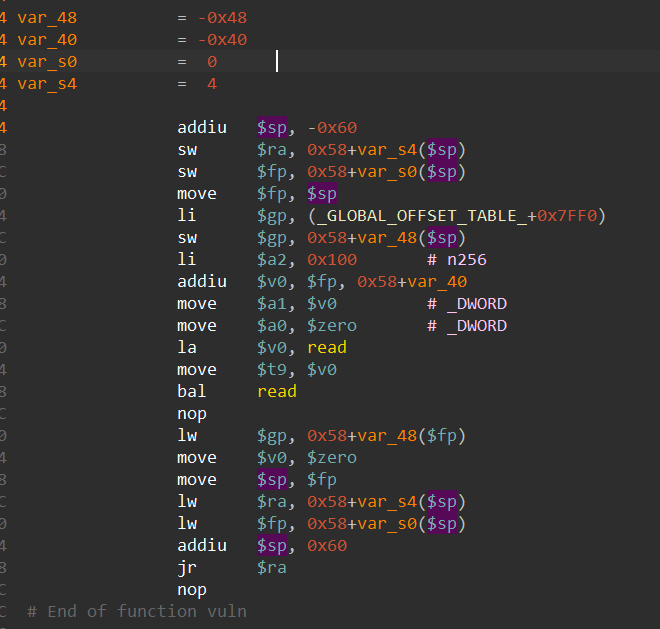 4 var_48 = -0x48
4 var_40 = -0x40
4 var_s0 = 0
4 var_s4 = 4
4
4 addiu $sp, -0x60
8 sw $ra, 0x58+var_s4($sp)
C sw $fp, 0x58+var_s0($sp)
0 move $fp, $sp
4 li $gp, (_GLOBAL_OFFSET_TABLE_+0x7FF0)
C sw $gp, 0x58+var_48($sp)
0 li $a2, 0x100 # n256
4 addiu $v0, $fp, 0x58+var_40
8 move $a1, $v0 # _DWORD
C move $a0, $zero # _DWORD
0 la $v0, read
4 move $t9, $v0
8 bal read
C nop
0 lw $gp, 0x58+var_48($fp)
4 move $v0, $zero
8 move $sp, $fp
C lw $ra, 0x58+var_s4($sp)
0 lw $fp, 0x58+var_s0($sp)
4 addiu $sp, 0x60
8 jr $ra
C nop
C # End of function vuln